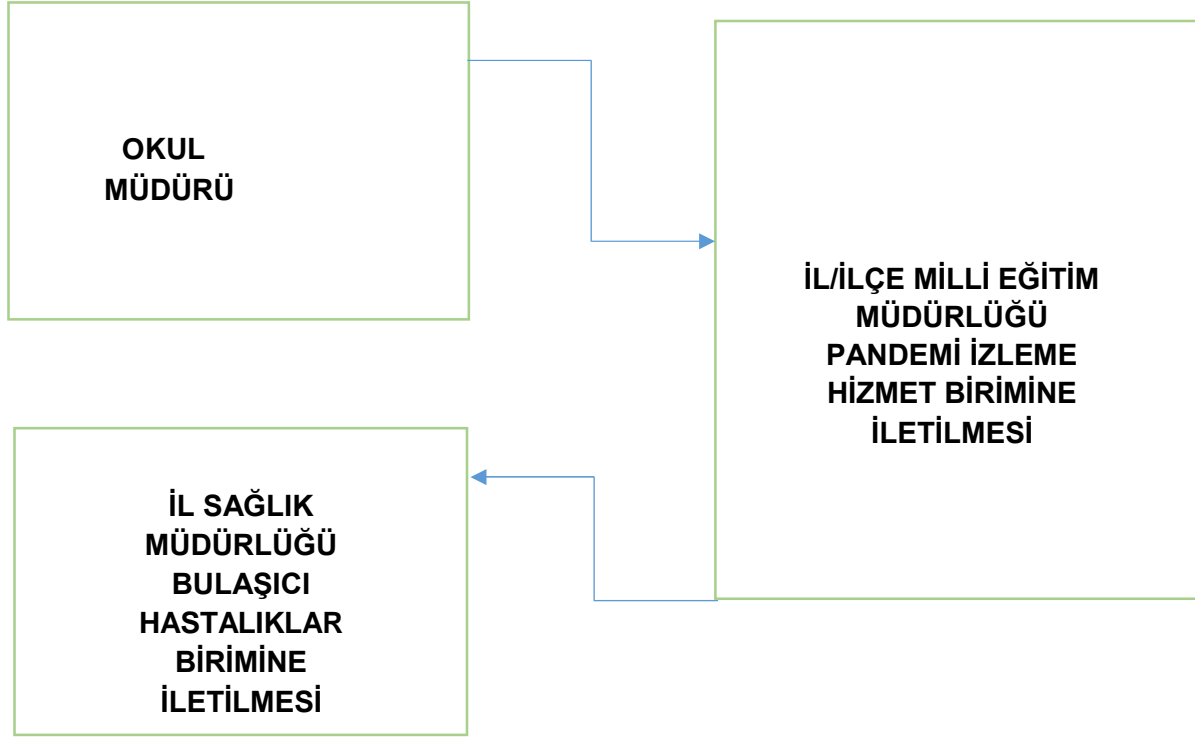 OKUL
MÜDÜRÜ
İL/İLÇE MİLLİ EĞİTİM
MÜDÜRLÜĞÜ
PANDEMİ İZLEME
HİZMET BİRİMİNE
İLETİLMESİ
İL SAĞLIK
MÜDÜRLÜĞÜ
BULAŞICI
HASTALIKLAR
BİRİMİNE
İLETİLMESİ